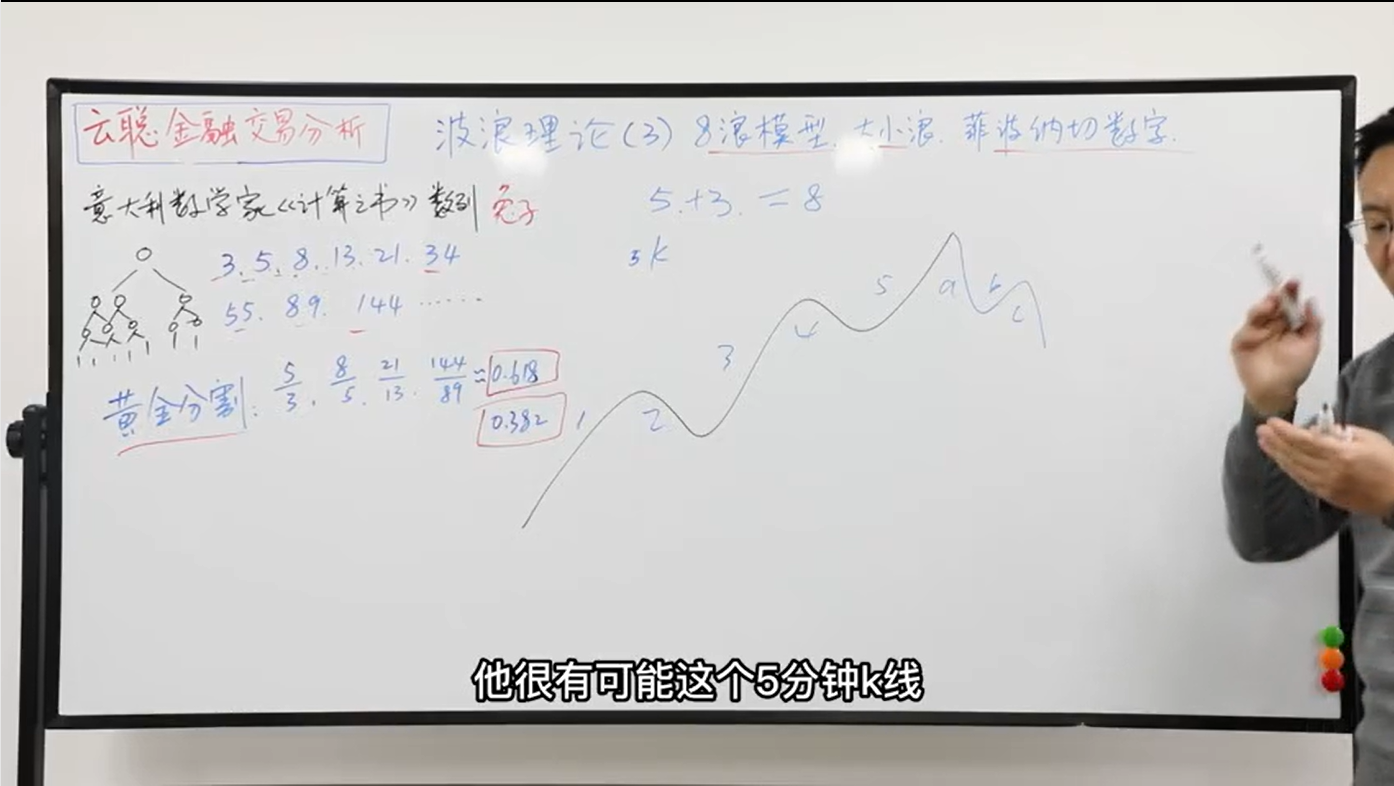 云聪金融交易分析
波浪理论(3) 8浪模型. 大小浪. 菲波纳切数字.
意大利数学家《计算之书》数列 兔子
5.+3. =8
3. 5. 8. 13. 21. 34
5k
55. 89. 144 ······
黄金分割: 5/3. 8/5. 21/13. 144/89 ≈ 0.618
0.382
1 2 3 4 5 a b c
他很有可能这个5分钟k线